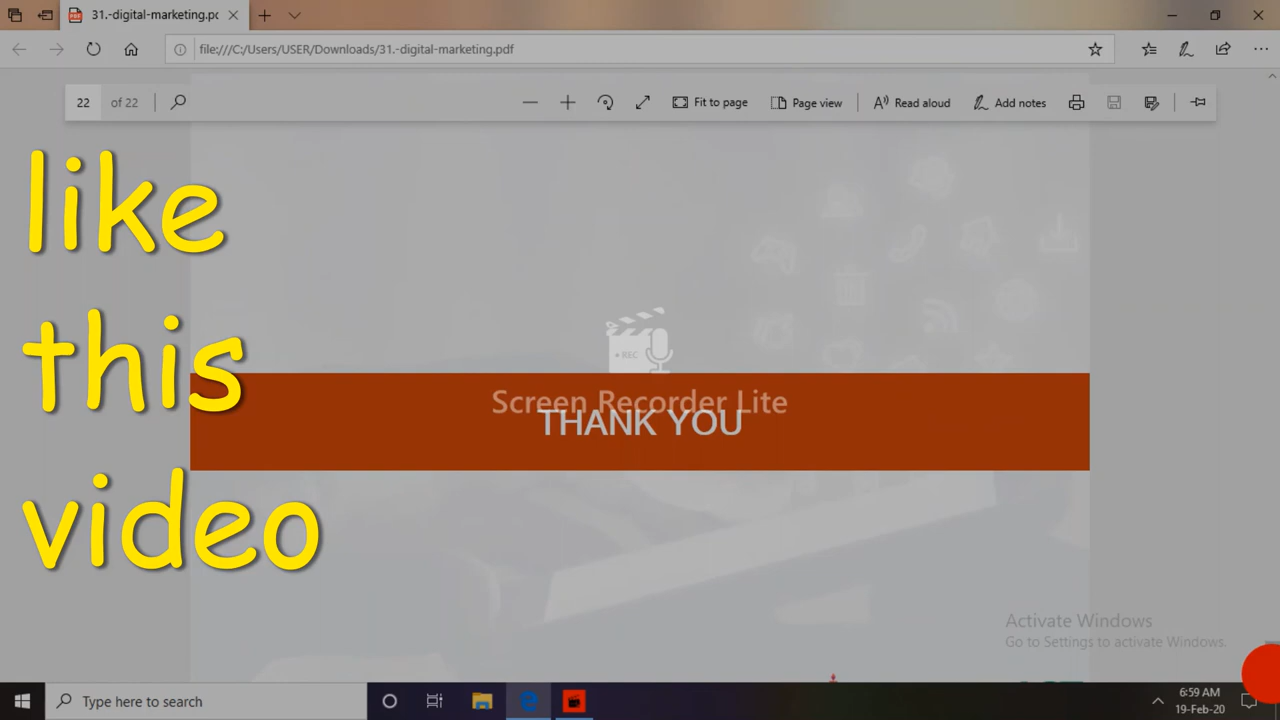 31.-digital-marketing.pc
file:///C:/Users/USER/Downloads/31.-digital-marketing.pdf
22 of 22
Fit to page
Page view
Read aloud
Add notes
like
this
video
REC
Screen Recorder Lite
THANK YOU
Activate Windows
Go to Settings to activate Windows.
Type here to search
6:59 AM
19-Feb-20